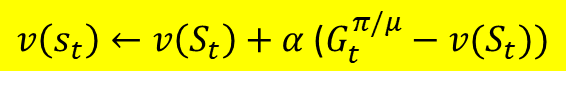 v(s_t) ← v(S_t) + α (G_t^{π/μ} − v(S_t))